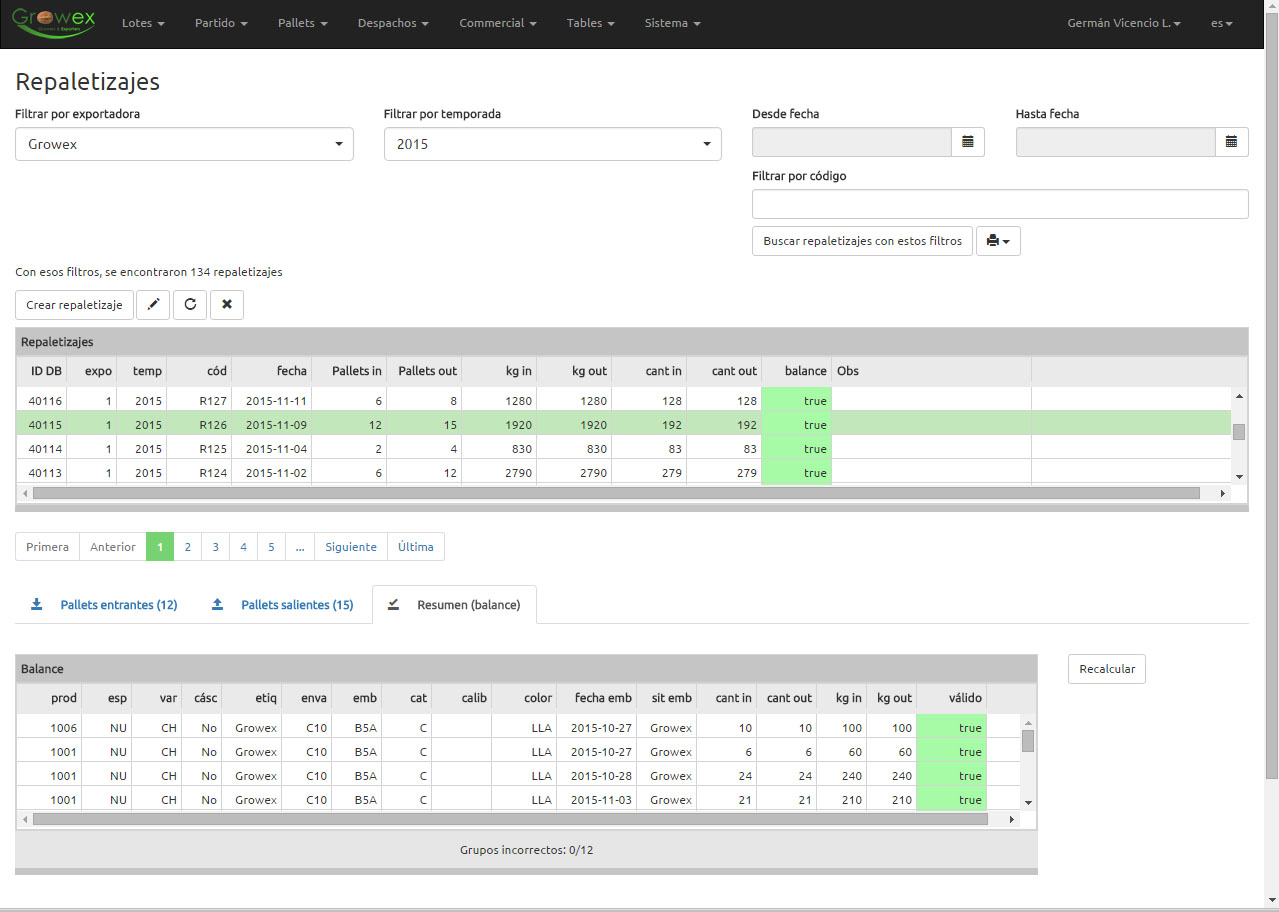 Growex
Lotes Partido Pallets Despachos Commercial Tables Sistema Germán Vicencio L. es
Repaletizajes
Filtrar por exportadora Filtrar por temporada Desde fecha Hasta fecha
Growex 2015
Filtrar por código
Buscar repaletizajes con estos filtros
Con esos filtros, se encontraron 134 repaletizajes
Crear repaletizaje
Repaletizajes
ID DB expo temp cód fecha Pallets in Pallets out kg in kg out cant in cant out balance Obs
40116 1 2015 R127 2015-11-11 6 8 1280 1280 128 128 true
40115 1 2015 R126 2015-11-09 12 15 1920 1920 192 192 true
40114 1 2015 R125 2015-11-04 2 4 830 830 83 83 true
40113 1 2015 R124 2015-11-02 6 12 2790 2790 279 279 true
Primera Anterior 1 2 3 4 5 ... Siguiente Última
Pallets entrantes (12) Pallets salientes (15) Resumen (balance)
Balance Recalcular
prod esp var cásc etiq enva emb cat calib color fecha emb sit emb cant in cant out kg in kg out válido
1006 NU CH No Growex C10 B5A C LLA 2015-10-27 Growex 10 10 100 100 true
1001 NU CH No Growex C10 B5A C LLA 2015-10-27 Growex 6 6 60 60 true
1001 NU CH No Growex C10 B5A C LLA 2015-10-28 Growex 24 24 240 240 true
1001 NU CH No Growex C10 B5A C LLA 2015-11-03 Growex 21 21 210 210 true
Grupos incorrectos: 0/12